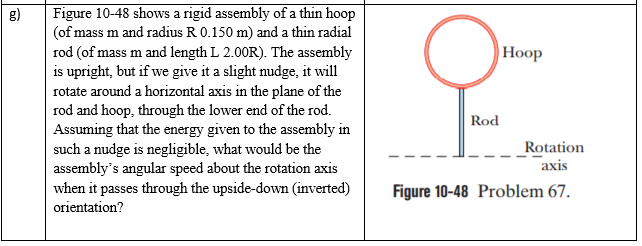 g)
Figure 10-48 shows a rigid assembly of a thin hoop
(of mass m and radius R 0.150 m) and a thin radial
rod (of mass m and length L 2.00R). The assembly
is upright, but if we give it a slight nudge, it will
rotate around a horizontal axis in the plane of the
rod and hoop, through the lower end of the rod.
Assuming that the energy given to the assembly in
such a nudge is negligible, what would be the
assembly’s angular speed about the rotation axis
when it passes through the upside-down (inverted)
orientation?
Hoop
Rod
Rotation
axis
Figure 10-48 Problem 67.